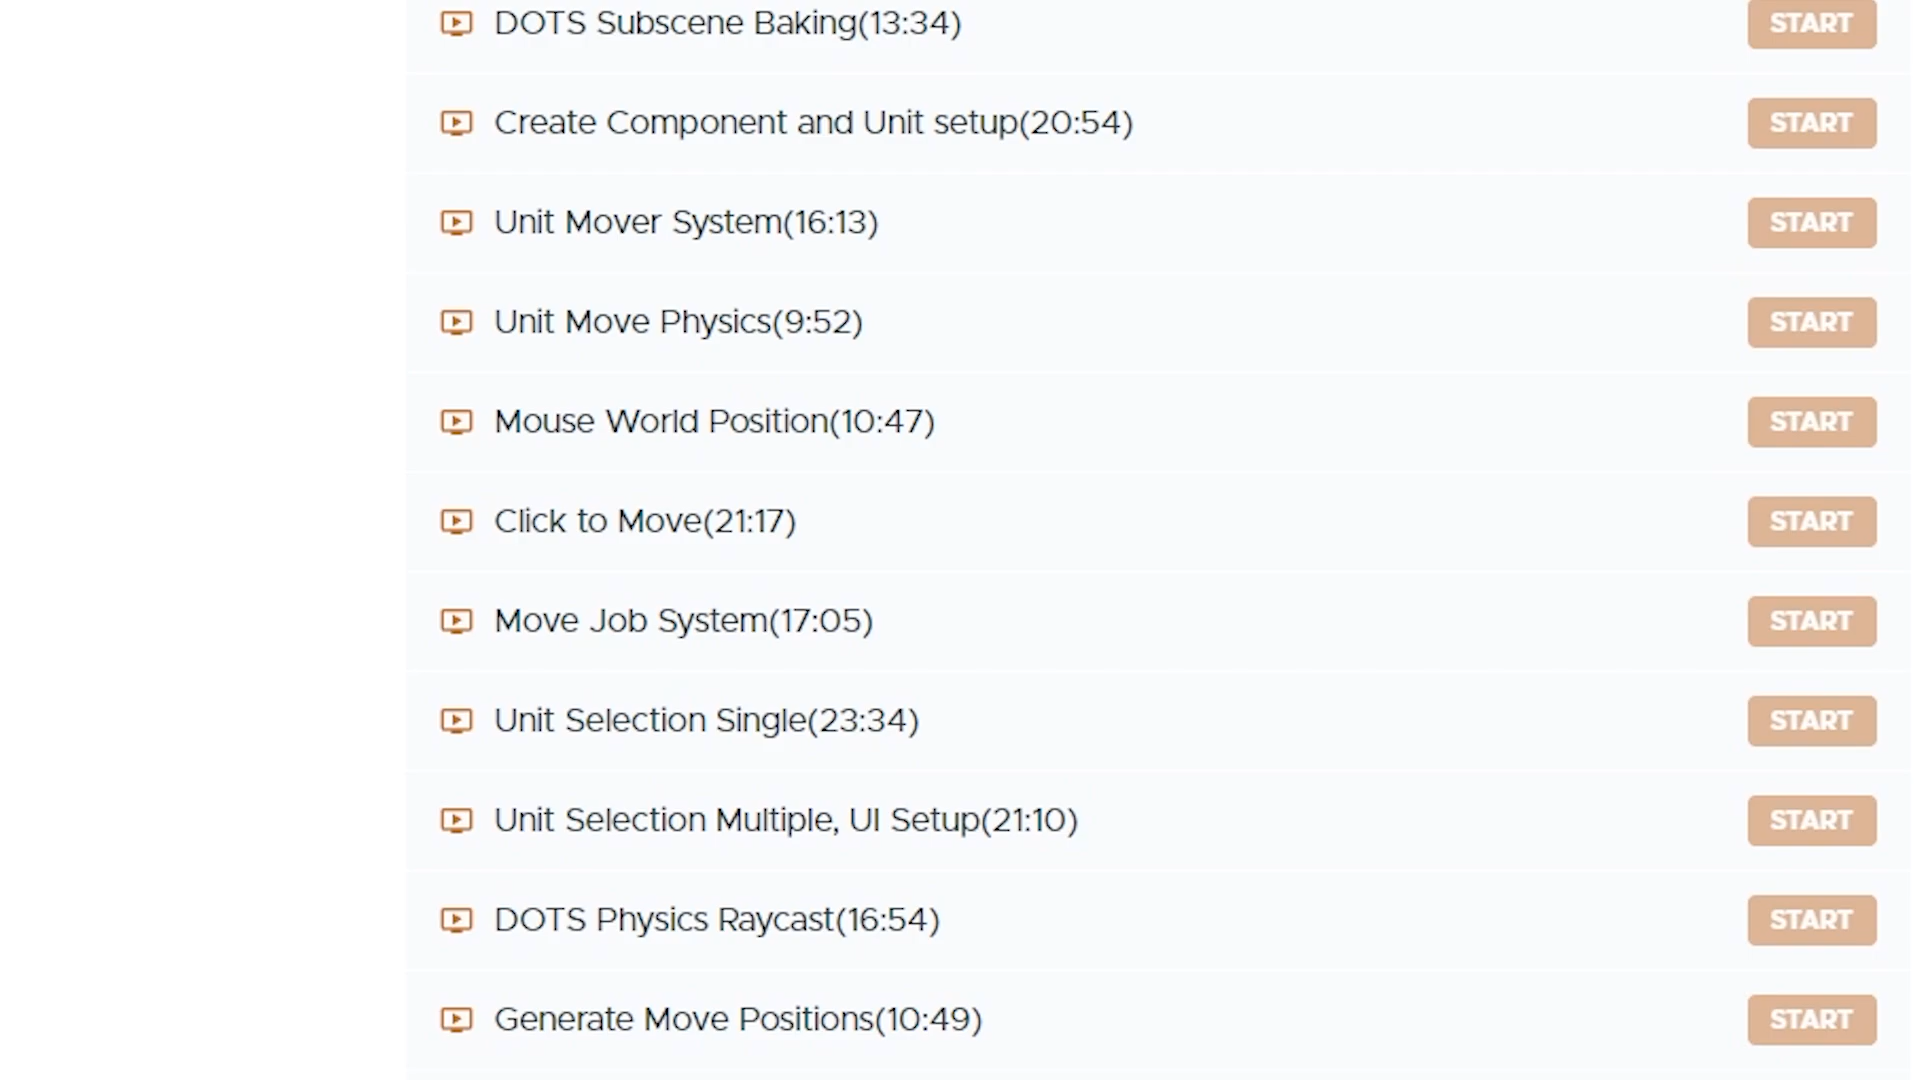 DOTS Subscene Baking(13:34) START
Create Component and Unit setup(20:54) START
Unit Mover System(16:13) START
Unit Move Physics(9:52) START
Mouse World Position(10:47) START
Click to Move(21:17) START
Move Job System(17:05) START
Unit Selection Single(23:34) START
Unit Selection Multiple, UI Setup(21:10) START
DOTS Physics Raycast(16:54) START
Generate Move Positions(10:49) START